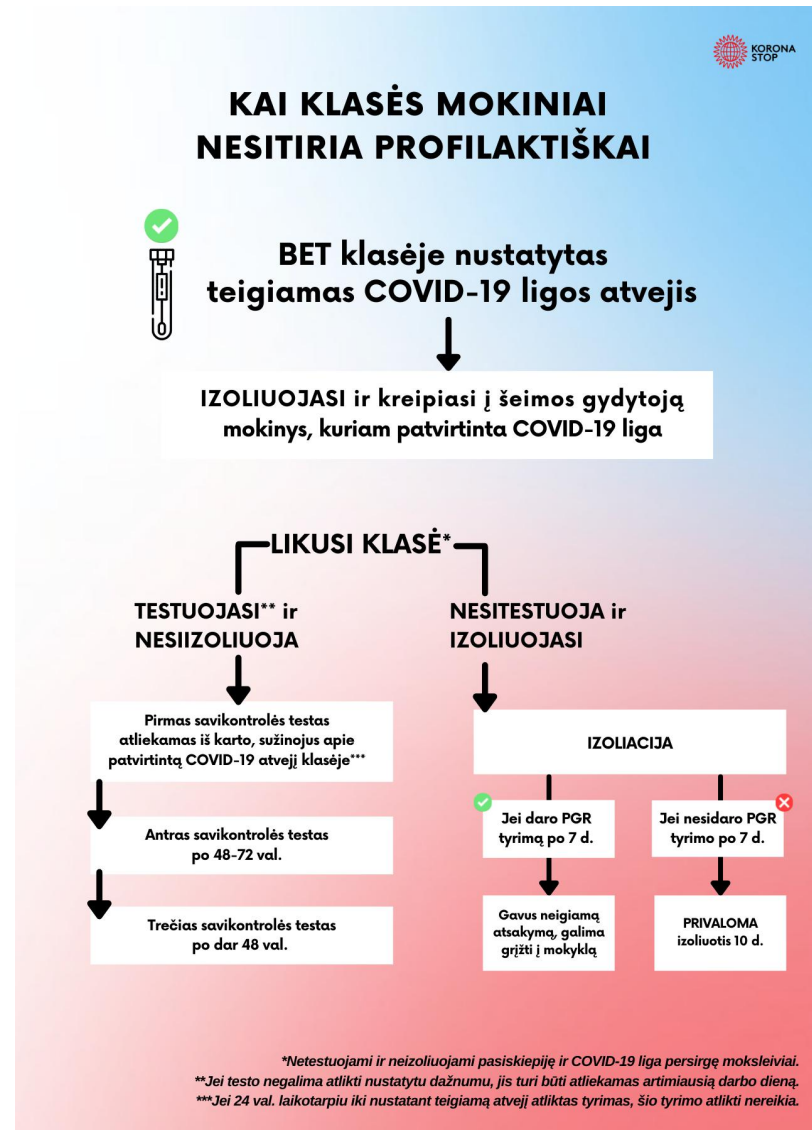 KORONA
STOP
KAI KLASĖS MOKINIAI
NESITIRIA PROFILAKTIŠKAI
BET klasėje nustatytas
teigiamas COVID-19 ligos atvejis
IZOLIUOJASI ir kreipiasi į šeimos gydytoją
mokinys, kuriam patvirtinta COVID-19 liga
LIKUSI KLASĖ*
TESTUOJASI** ir
NESIIZOLIUOJA
Pirmas savikontrolės testas
atliekamas iš karto, sužinojus apie
patvirtintą COVID-19 atvejį klasėje***
Antras savikontrolės testas
po 48-72 val.
Trečias savikontrolės testas
po dar 48 val.
NESITESTUOJA ir
IZOLIUOJASI
IZOLIACIJA
Jei daro PGR
tyrimą po 7 d.
Gavus neigiamą
atsakymą, galima
grįžti į mokyklą
Jei nesidaro PGR
tyrimo po 7 d.
PRIVALOMA
izoliuotis 10 d.
*Netestuojami ir neizoliuojami pasiskiepiję ir COVID-19 liga persirgę moksleiviai.
**Jei testo negalima atlikti nustatytu dažnumu, jis turi būti atliekamas artimiausią darbo dieną.
***Jei 24 val. laikotarpiu iki nustatant teigiamą atvejį atliktas tyrimas, šio tyrimo atlikti nereikia.